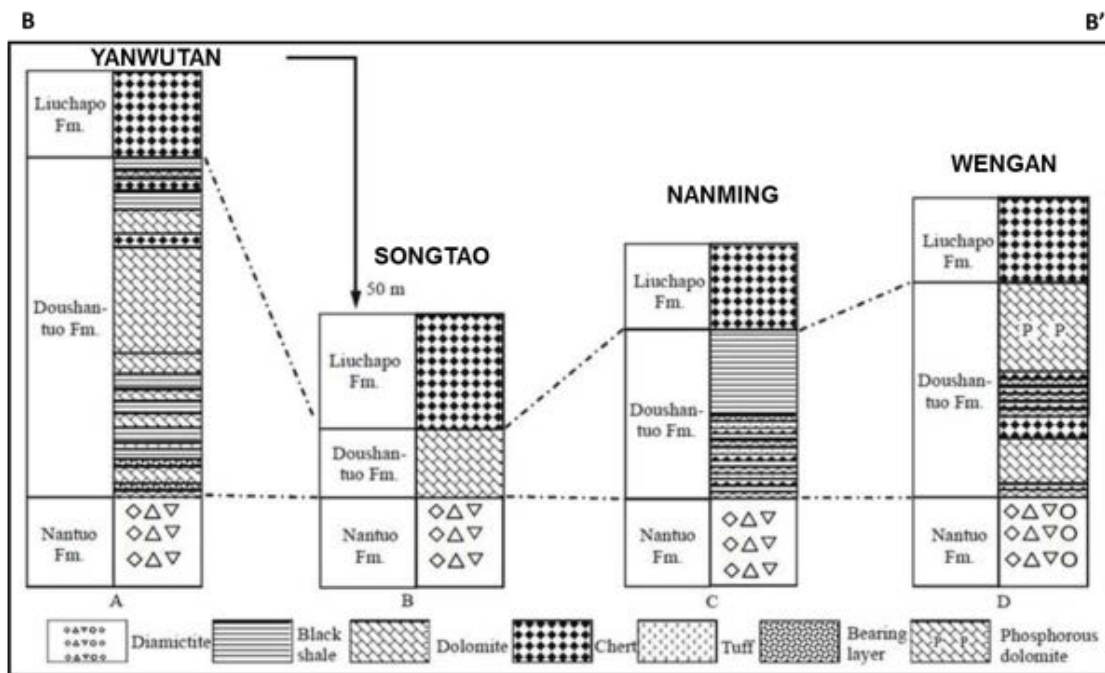 B
B'
YANWUTAN
Liuchapo
Fm.
Doushan-
tuo Fm.
Nantuo
Fm.
A
50 m
SONGTAO
Liuchapo
Fm.
Doushan-
tuo Fm.
Nantuo
Fm.
B
NANMING
Liuchapo
Fm.
Doushan-
tuo Fm.
Nantuo
Fm.
C
WENGAN
Liuchapo
Fm.
P P
Doushan-
tuo Fm.
Nantuo
Fm.
D
Diamictite
Black
shale
Dolomite
Chert
Tuff
Bearing
layer
P P
Phosphorous
dolomite